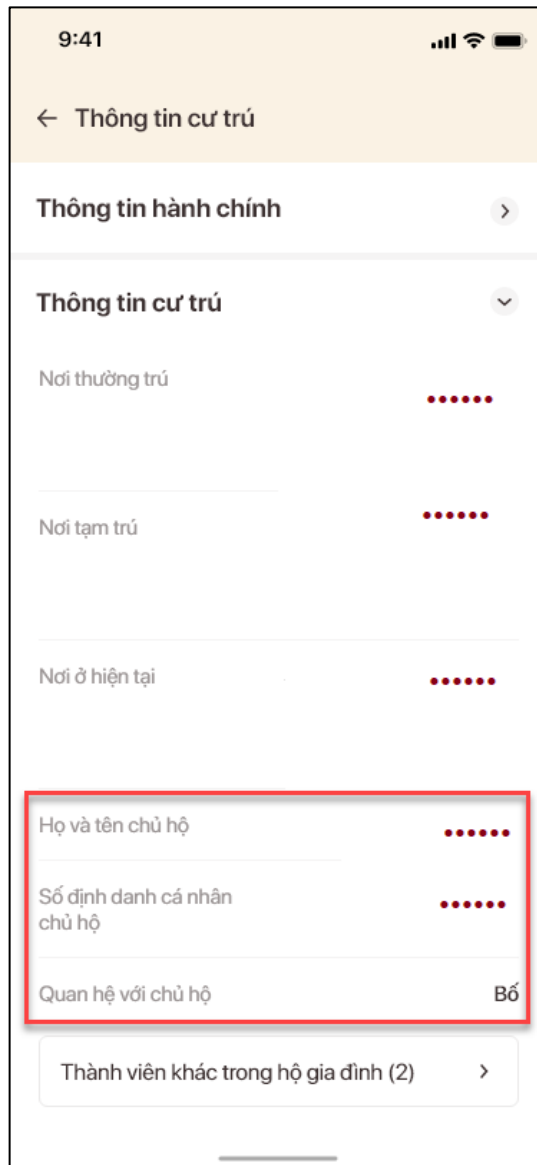 9:41
Thông tin cư trú
Thông tin hành chính
Thông tin cư trú
Nơi thường trú
••••••
••••••
Nơi tạm trú
Nơi ở hiện tại
••••••
Họ và tên chủ hộ
••••••
Số định danh cá nhân
chủ hộ
••••••
Quan hệ với chủ hộ Bố
Thành viên khác trong hộ gia đình (2)